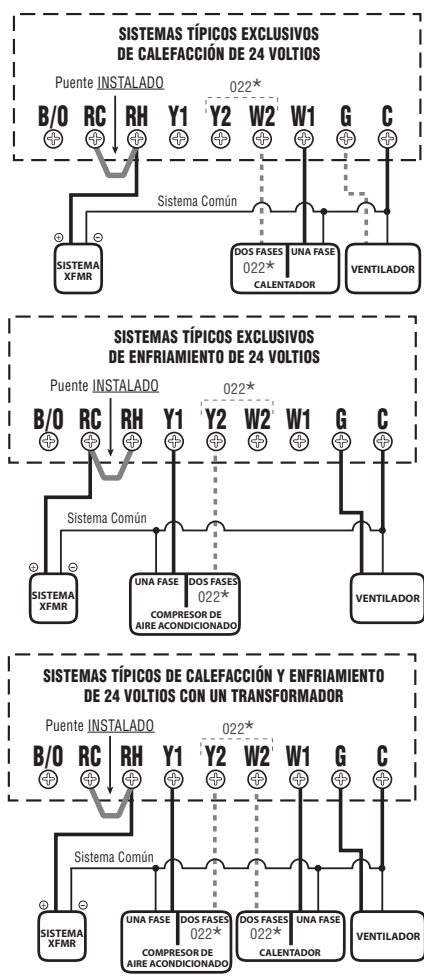 SISTEMAS TÍPICOS EXCLUSIVOS
DE CALEFACCIÓN DE 24 VOLTIOS
Puente INSTALADO
022*
B/O RC RH Y1 Y2 W2 W1 G C
Sistema Común
⊕ ⊖
SISTEMA
XFMR
DOS FASES UNA FASE
022*
CALENTADOR
VENTILADOR
SISTEMAS TÍPICOS EXCLUSIVOS
DE ENFRIAMIENTO DE 24 VOLTIOS
Puente INSTALADO
022*
B/O RC RH Y1 Y2 W2 W1 G C
Sistema Común
⊕ ⊖
SISTEMA
XFMR
UNA FASE DOS FASES
022*
COMPRESOR DE
AIRE ACONDICIONADO
VENTILADOR
SISTEMAS TÍPICOS DE CALEFACCIÓN Y ENFRIAMIENTO
DE 24 VOLTIOS CON UN TRANSFORMADOR
Puente INSTALADO
022*
B/O RC RH Y1 Y2 W2 W1 G C
Sistema Común
⊕ ⊖
SISTEMA
XFMR
UNA FASE DOS FASES
022*
COMPRESOR DE
AIRE ACONDICIONADO
DOS FASES UNA FASE
022*
CALENTADOR
VENTILADOR